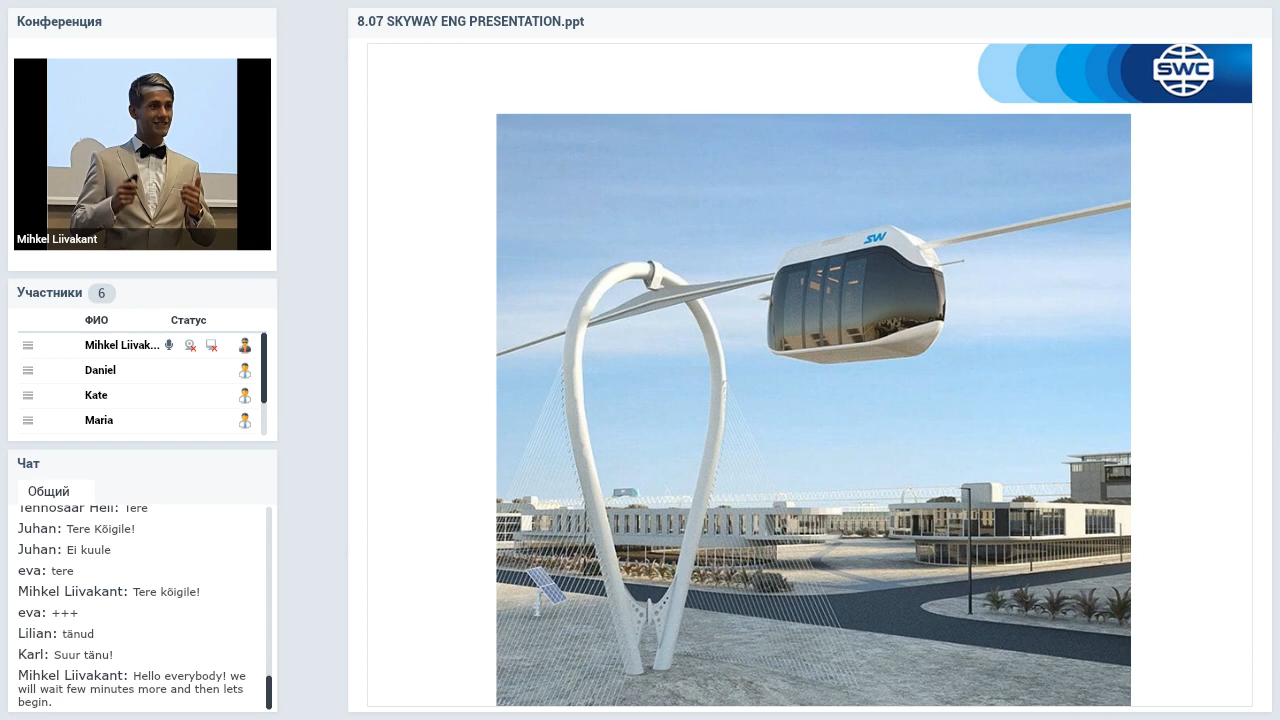 Конференция
Mihkel Liivakant
Участники 6
ФИО Статус
Mihkel Liivak...
Daniel
Kate
Maria
Чат
Общий
Tennosaar Heli: Tere
Juhan: Tere Kõigile!
Juhan: Ei kuule
eva: tere
Mihkel Liivakant: Tere kõigile!
eva: +++
Lilian: tänud
Karl: Suur tänu!
Mihkel Liivakant: Hello everybody! we
will wait few minutes more and then lets
begin.
8.07 SKYWAY ENG PRESENTATION.ppt
SWC
SW